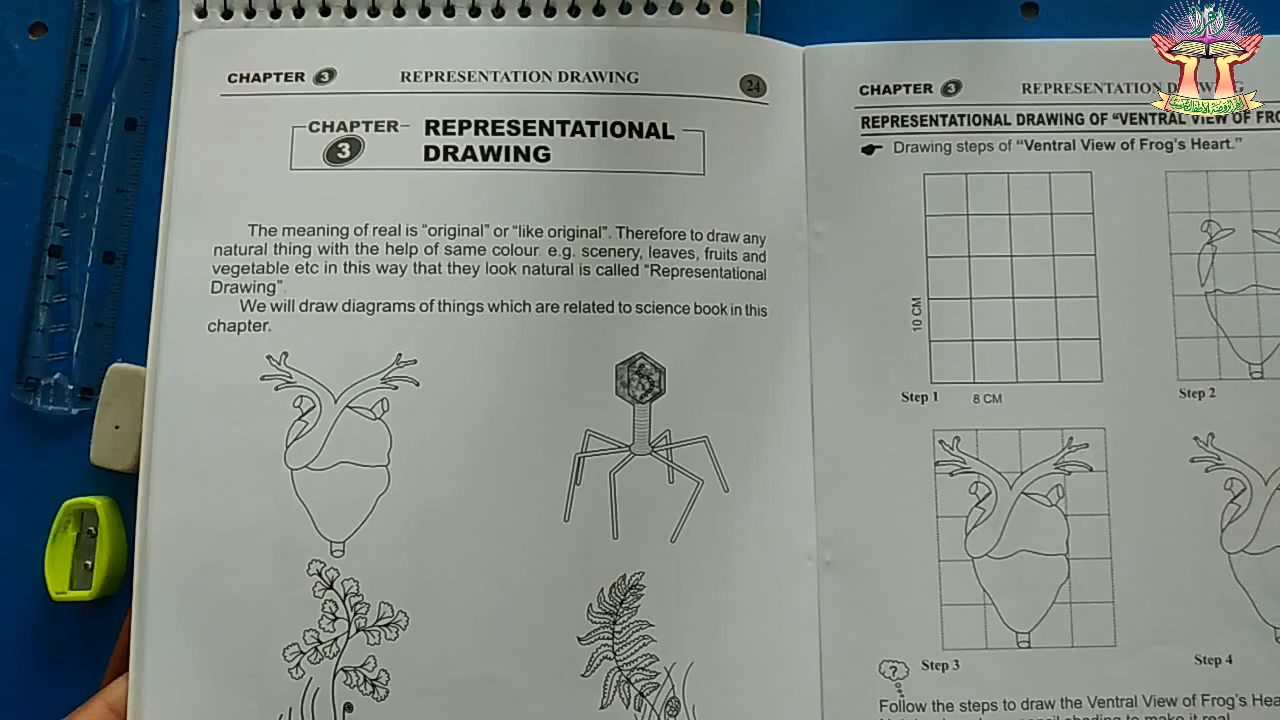 CHAPTER 3 REPRESENTATION DRAWING 24
CHAPTER 3
REPRESENTATIONAL
DRAWING
The meaning of real is “original” or “like original”. Therefore to draw any
natural thing with the help of same colour e.g. scenery, leaves, fruits and
vegetable etc in this way that they look natural is called “Representational
Drawing”
We will draw diagrams of things which are related to science book in this
chapter.
CHAPTER 3 REPRESENTATION
REPRESENTATIONAL DRAWING OF “VENTRAL VIEW OF
Drawing steps of “Ventral View of Frog's Heart.”
10 CM
Step 1 8 CM
Step 2
Step 3
Step 4
?
Follow the steps to draw the Ventral View of Frog's